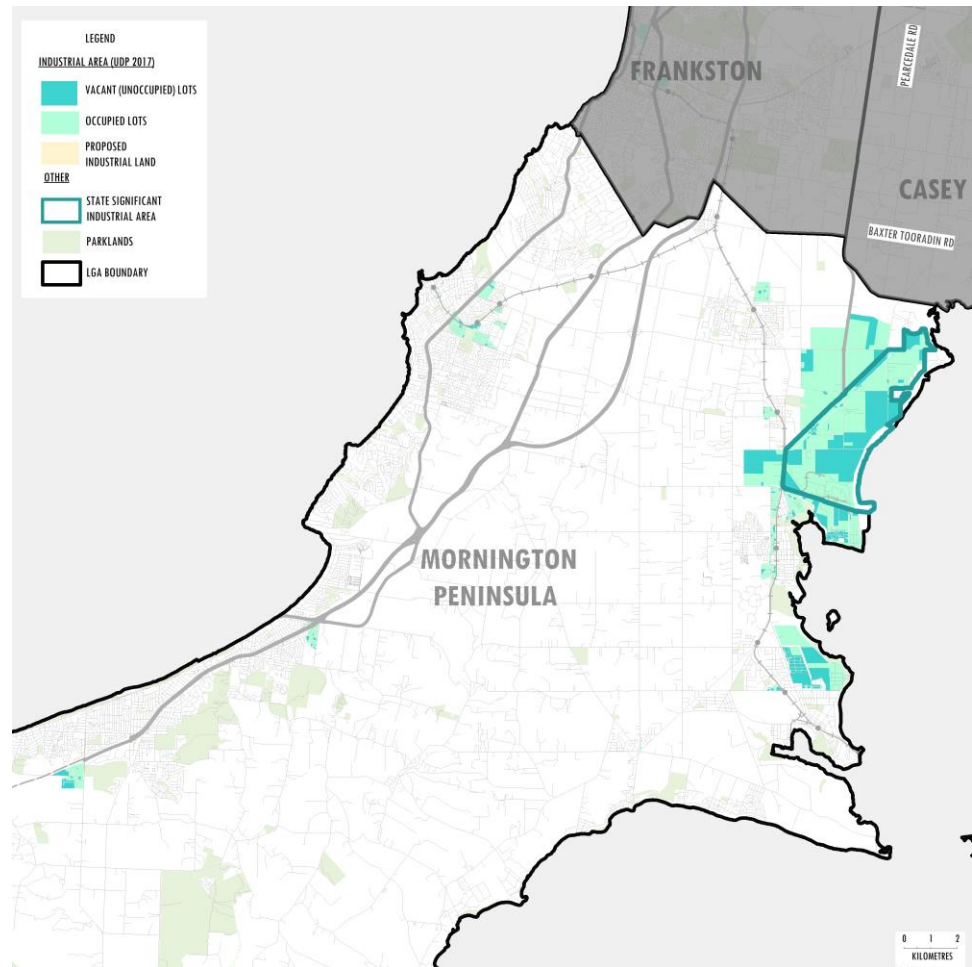 LEGEND
INDUSTRIAL AREA (UDP 2017)
VACANT (UNOCCUPIED) LOTS
OCCUPIED LOTS
PROPOSED
INDUSTRIAL LAND
OTHER
STATE SIGNIFICANT
INDUSTRIAL AREA
PARKLANDS
LGA BOUNDARY
FRANKSTON
PEARCEDALE RD
CASEY
BAXTER TOORADIN RD
MORNINGTON
PENINSULA
0 1 2
KILOMETRES